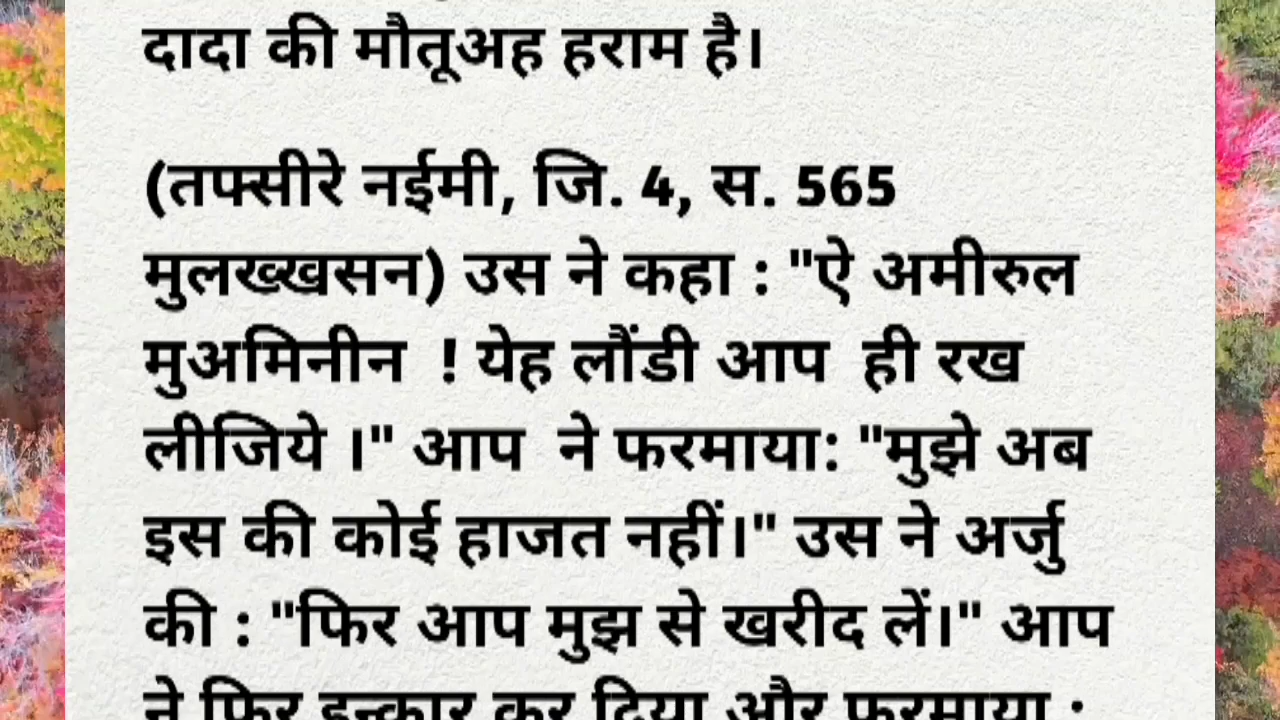 दादा की मौतूअह हराम है।
(तफ्सीरे नईमी, जि. 4, स. 565
मुलख्खसन) उस ने कहा : "ऐ अमीरुल
मुअमिनीन ! येह लौंडी आप ही रख
लीजिये ।" आप ने फरमाया: "मुझे अब
इस की कोई हाजत नहीं।" उस ने अर्जु
की : "फिर आप मुझ से खरीद लें।" आप
ने फिर इन्कार कर दिया और फरमाया :